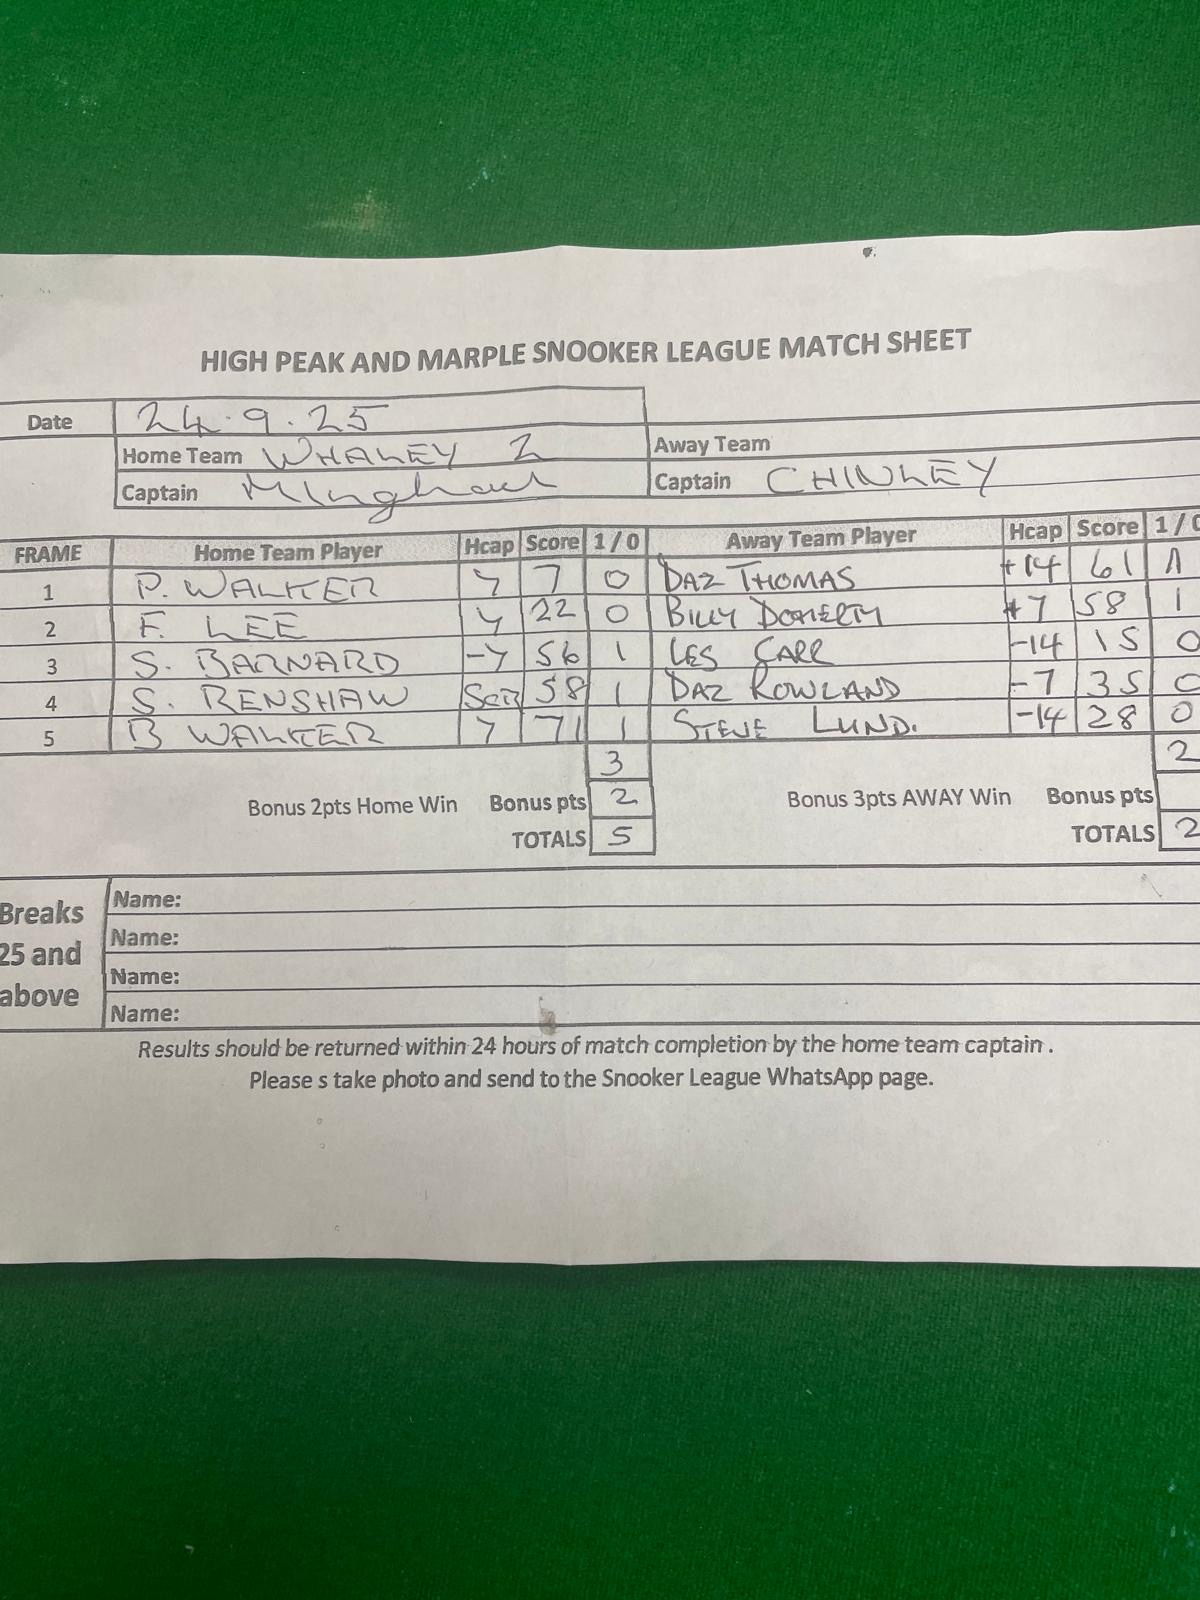 HIGH PEAK AND MARPLE SNOOKER LEAGUE MATCH SHEET
Date 24.9.25
Home Team WHALEY 2 Away Team
Captain Captain CHINLEY
FRAME Home Team Player Hcap Score 1 / 0 Away Team Player Hcap Score 1 / 0
1 P. WALKER 7 7 0 DAZ THOMAS +14 61 1
2 F. LEE 7 22 0 BILLY DOHERTY +7 58 1
3 S. BARNARD -7 56 1 LES CARR -14 15 0
4 S. RENSHAW SCR 58 1 DAZ ROWLAND -7 35 0
5 B WALKER 7 71 1 STEVE LUND. -14 28 0
3 2
Bonus 2pts Home Win Bonus pts 2 Bonus 3pts AWAY Win Bonus pts
TOTALS 5 TOTALS 2
Breaks 25 and above
Name:
Name:
Name:
Name:
Results should be returned within 24 hours of match completion by the home team captain .
Please s take photo and send to the Snooker League WhatsApp page.